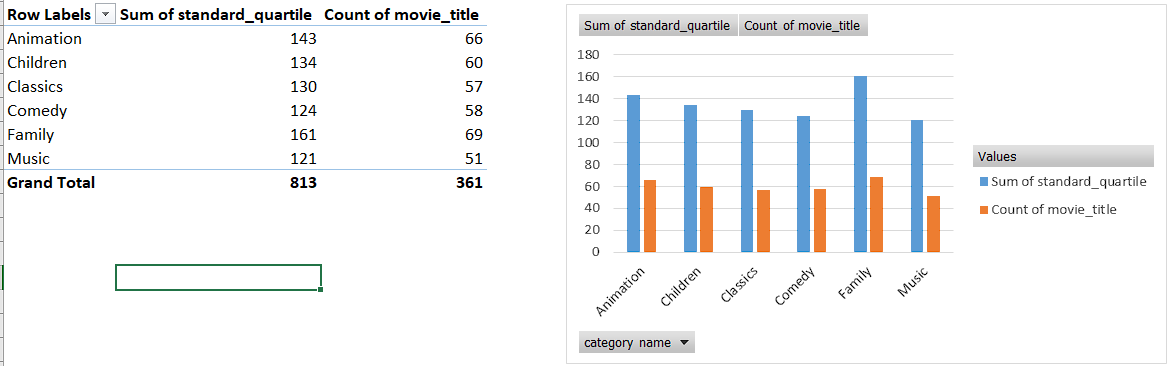 Row Labels Sum of standard_quartile Count of movie_title
Animation 143 66
Children 134 60
Classics 130 57
Comedy 124 58
Family 161 69
Music 121 51
Grand Total 813 361
Sum of standard_quartile Count of movie_title
180
160
140
120
100
80
60
40
20
0
Animation Children Classics Comedy Family Music
Values
Sum of standard_quartile
Count of movie_title
category name